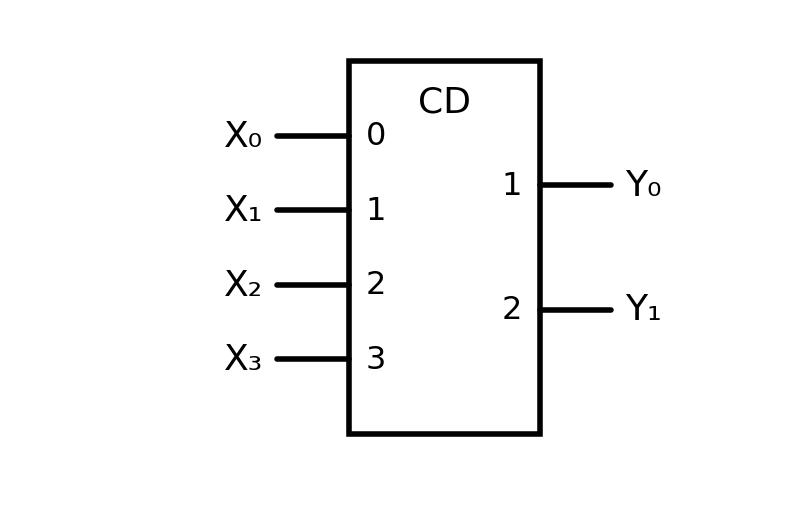 CD
X₀ 0
1 Y₀
X₁ 1
X₂ 2
2 Y₁
X₃ 3